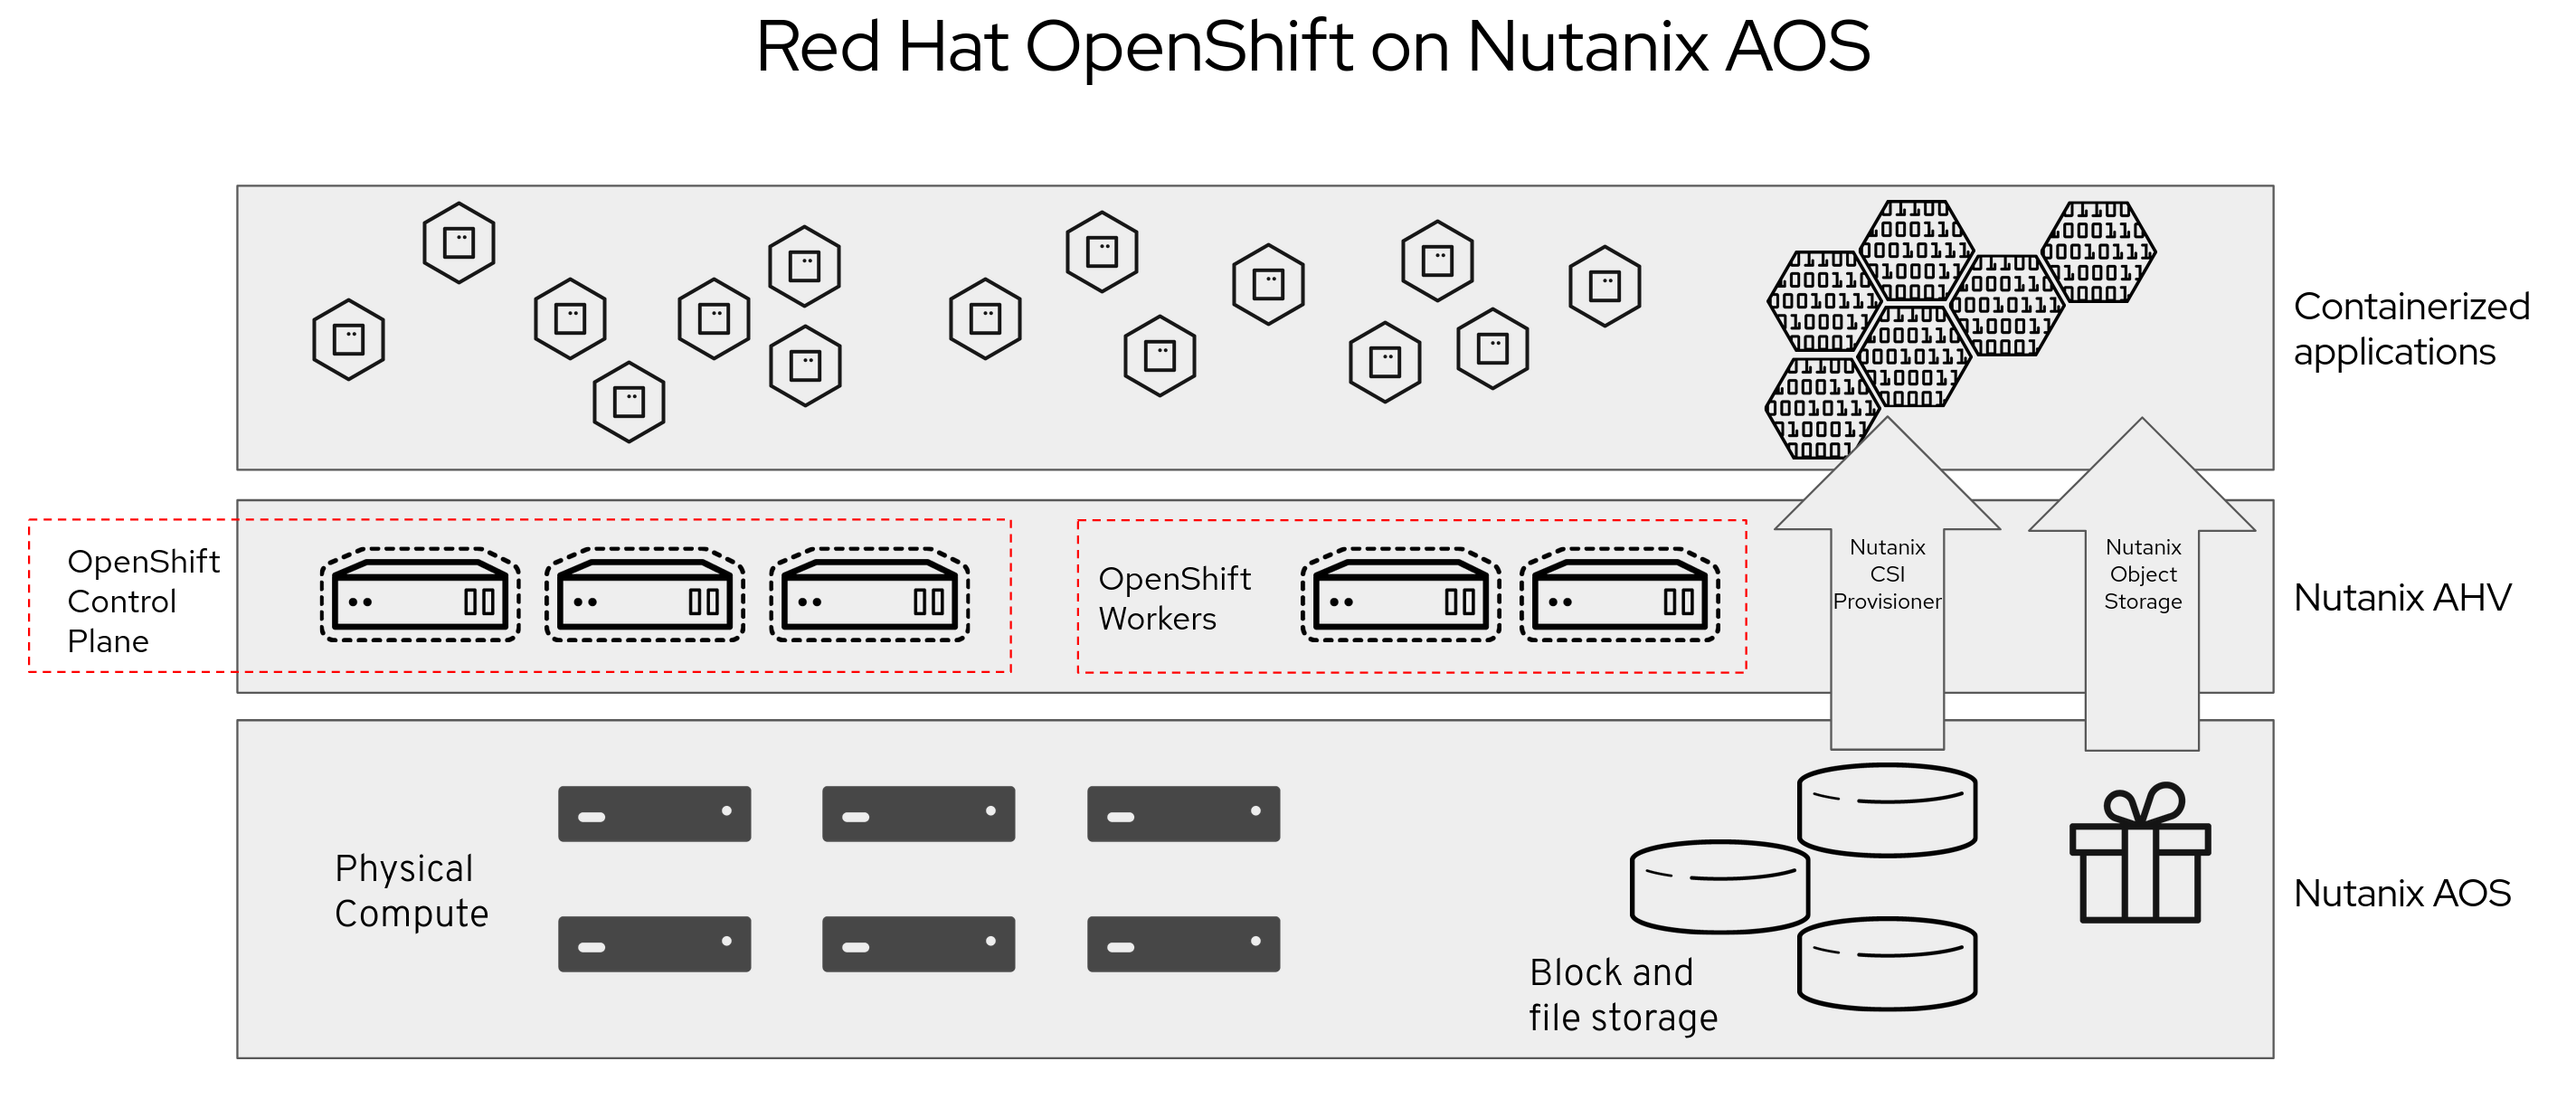 Red Hat OpenShift on Nutanix AOS
Containerized
applications
OpenShift
Control
Plane
OpenShift
Workers
Nutanix
CSI
Provisioner
Nutanix
Object
Storage
Nutanix AHV
Physical
Compute
Block and
file storage
Nutanix AOS